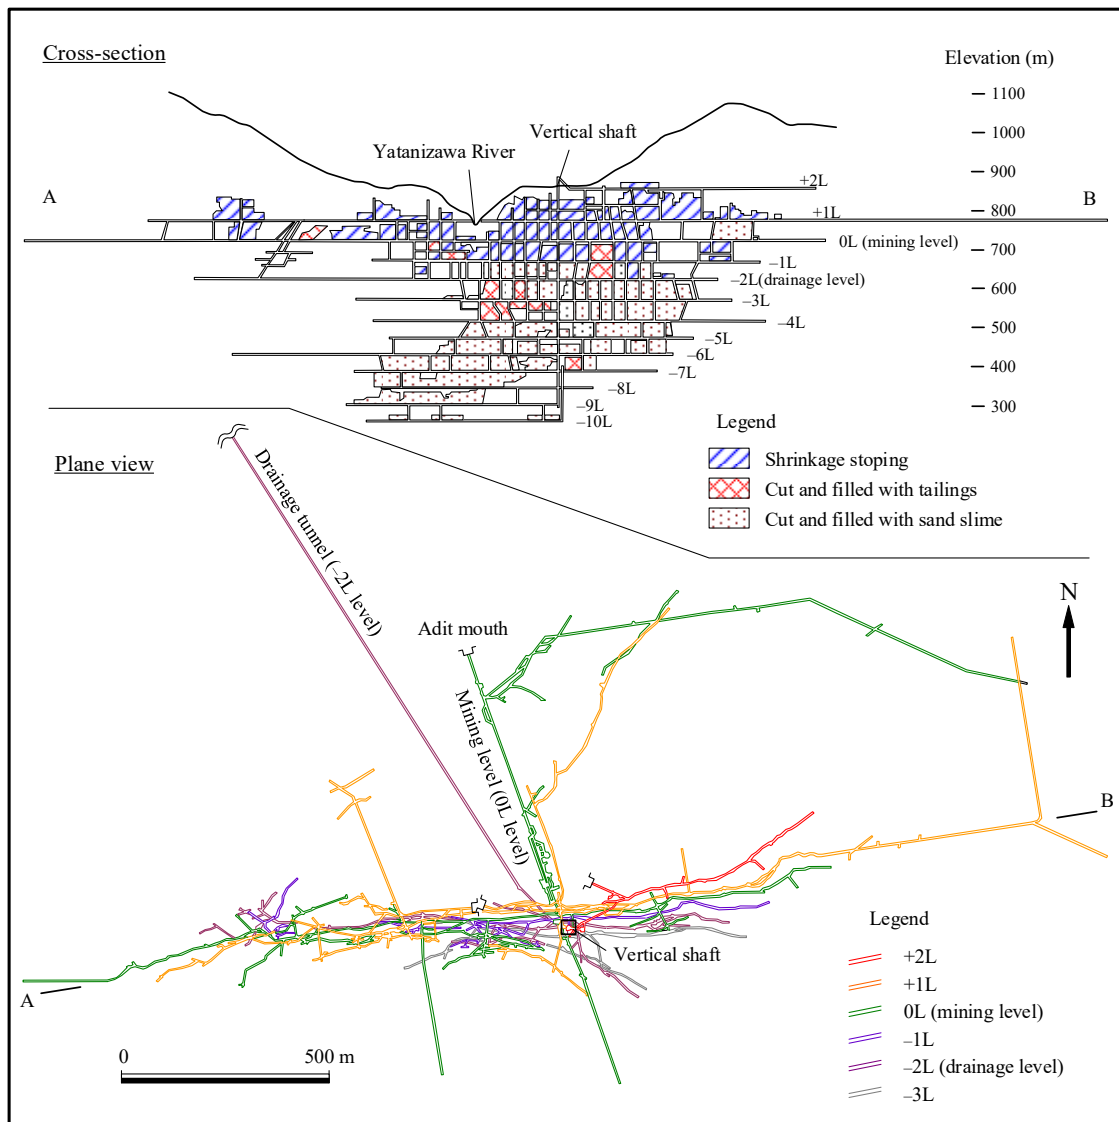 Cross-section
Elevation (m)
1100
1000
900
800
700
600
500
400
300
Vertical shaft
Yatanizawa River
A
B
+2L
+1L
0L (mining level)
–1L
–2L(drainage level)
–3L
–4L
–5L
–6L
–7L
–8L
–9L
–10L
Legend
Shrinkage stoping
Cut and filled with tailings
Cut and filled with sand slime
Plane view
Drainage tunnel (–2L level)
Adit mouth
Mining level (0L level)
N
B
A
Vertical shaft
0
500 m
Legend
+2L
+1L
0L (mining level)
–1L
–2L (drainage level)
–3L